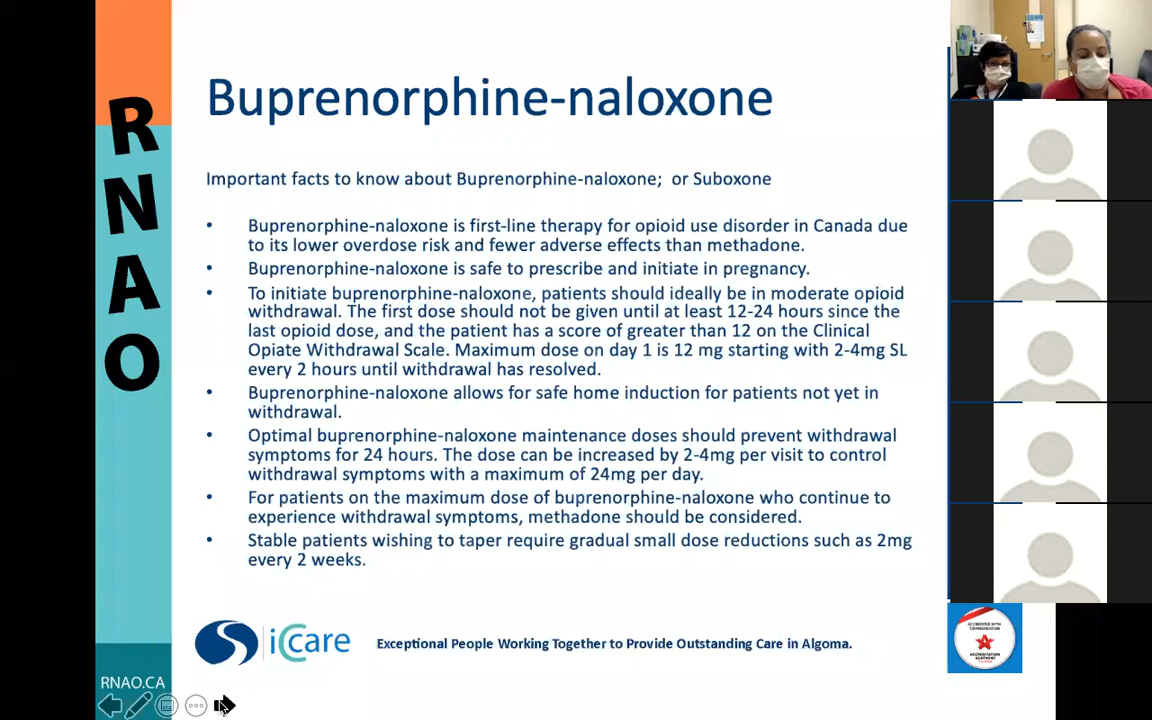 Buprenorphine-naloxone
Important facts to know about Buprenorphine-naloxone;  or Suboxone
• Buprenorphine-naloxone is first-line therapy for opioid use disorder in Canada due
to its lower overdose risk and fewer adverse effects than methadone.
• Buprenorphine-naloxone is safe to prescribe and initiate in pregnancy.
• To initiate buprenorphine-naloxone, patients should ideally be in moderate opioid
withdrawal. The first dose should not be given until at least 12-24 hours since the
last opioid dose, and the patient has a score of greater than 12 on the Clinical
Opiate Withdrawal Scale. Maximum dose on day 1 is 12 mg starting with 2-4mg SL
every 2 hours until withdrawal has resolved.
• Buprenorphine-naloxone allows for safe home induction for patients not yet in
withdrawal.
• Optimal buprenorphine-naloxone maintenance doses should prevent withdrawal
symptoms for 24 hours. The dose can be increased by 2-4mg per visit to control
withdrawal symptoms with a maximum of 24mg per day.
• For patients on the maximum dose of buprenorphine-naloxone who continue to
experience withdrawal symptoms, methadone should be considered.
• Stable patients wishing to taper require gradual small dose reductions such as 2mg
every 2 weeks.
RNAO
RNAO.CA
iCcare
Exceptional People Working Together to Provide Outstanding Care in Algoma.
ACCREDITED WITH
COMMENDATION